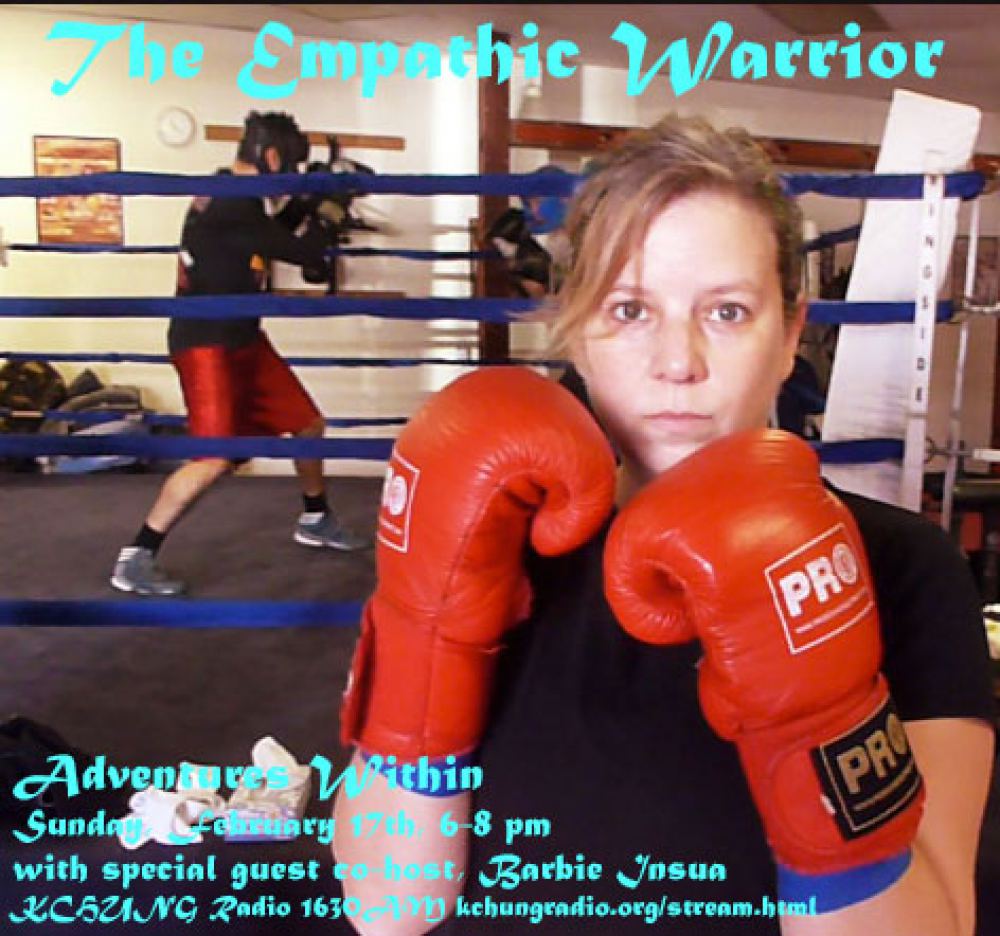 The Empathic Warrior
RINGSIDE
PRO
PRO
PRO
Adventures Within
Sunday, February 17th, 6-8 pm
with special guest co-host, Barbie Insua
KCHUNG Radio 1630AM kchungradio.org/stream.html